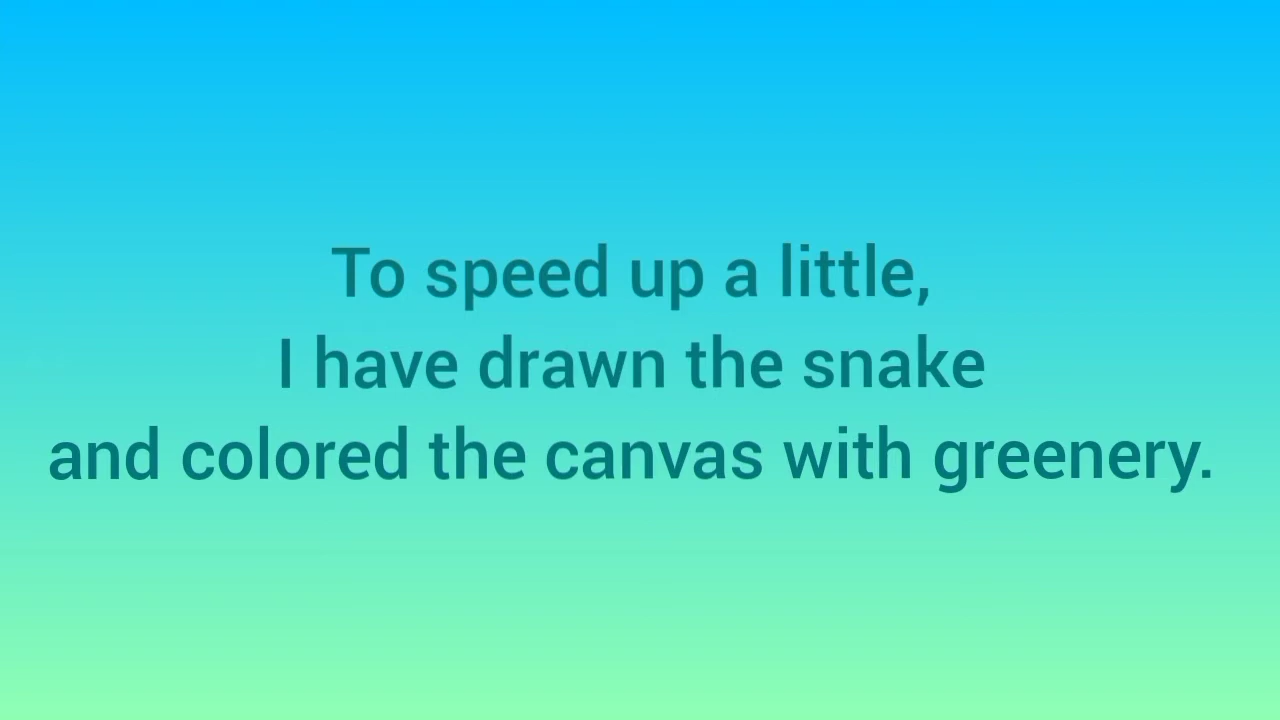 To speed up a little,
I have drawn the snake
and colored the canvas with greenery.